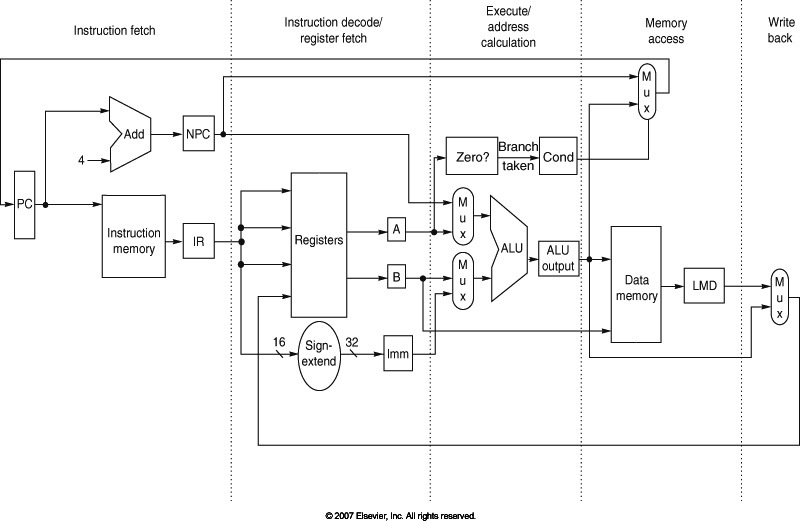 Instruction fetch
Instruction decode/
register fetch
Execute/
address
calculation
Memory
access
Write
back
M
u
x
Add
NPC
4
Zero?
Branch
taken
Cond
PC
Instruction
memory
IR
Registers
A
B
M
u
x
M
u
x
ALU
ALU
output
Data
memory
LMD
M
u
x
16
Sign-
extend
32
Imm
© 2007 Elsevier, Inc. All rights reserved.